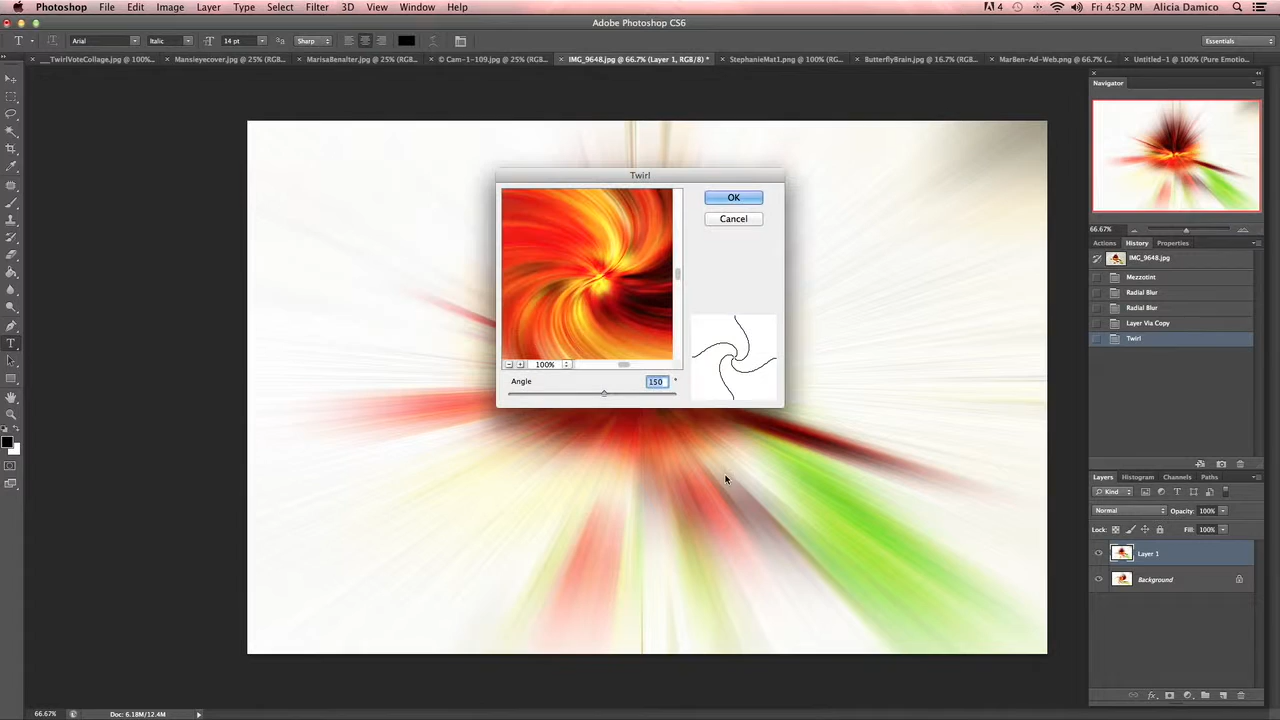 Photoshop File Edit Image Layer Type Select Filter 3D View Window Help 4 Fri 4:52 PM Alicia Damico
Adobe Photoshop CS6
T Arial Italic 14 pt Sharp Essentials
__TwirlVoteCollage.jpg @ 100%... Mansieyecover.jpg @ 25% (RGB... MarisaBenalter.jpg @ 25% (RGB... © Cam-1-109.jpg @ 25% (RGB... IMG_9648.jpg @ 66.7% (Layer 1, RGB/8) * StephanieMat1.png @ 100% (RG... ButterflyBrain.jpg @ 16.7% (RG... MarBen-Ad-Web.png @ 66.7% (... Untitled-1 @ 100% (Pure Emotio...
Navigator
66.67%
Actions History Properties
IMG_9648.jpg
Mezzotint
Radial Blur
Radial Blur
Layer Via Copy
Twirl
Twirl
OK
Cancel
100%
Angle 150 °
Layers Histogram Channels Paths
Kind
Normal Opacity: 100%
Lock: Fill: 100%
Layer 1
Background
66.67% Doc: 6.18M/12.4M